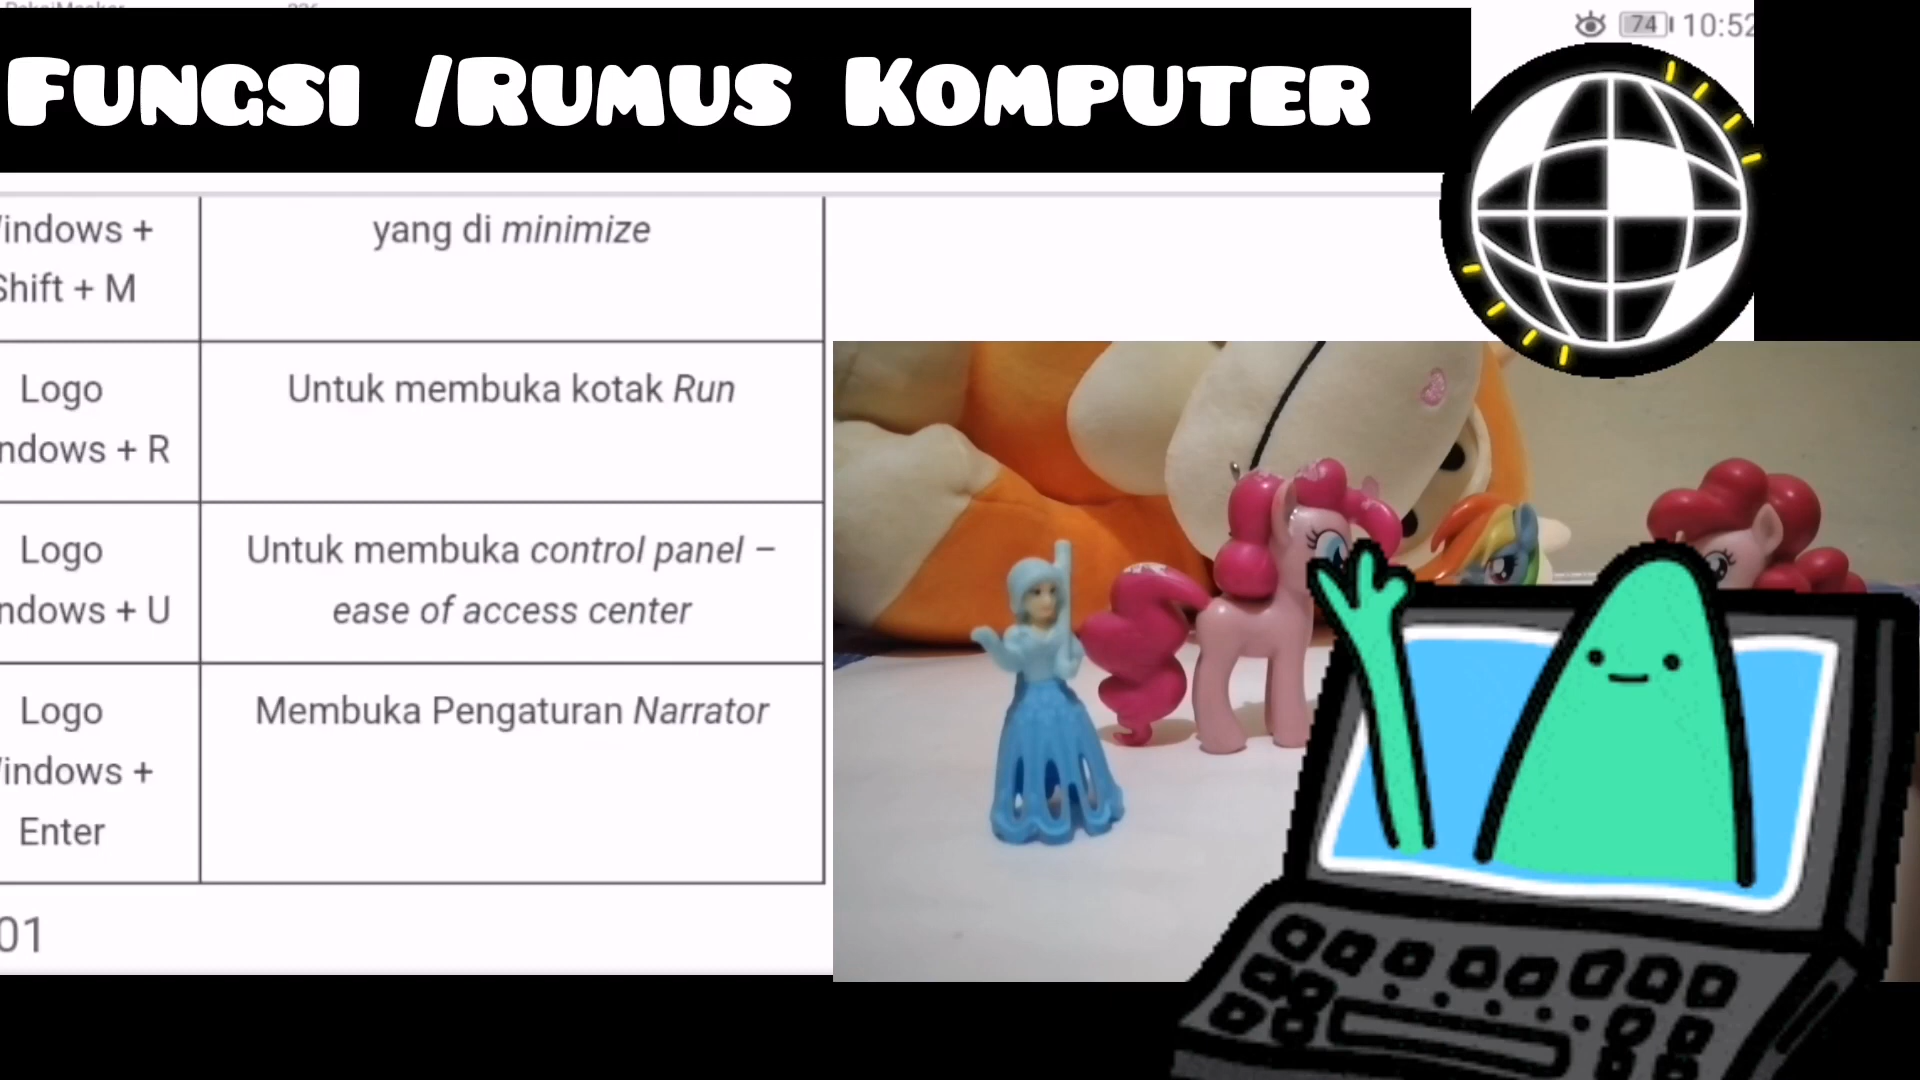 74 10:52
FUNGSI /RUMUS KOMPUTER
indows +
Shift + M
yang di minimize
Logo
ndows + R
Untuk membuka kotak Run
Logo
ndows + U
Untuk membuka control panel –
ease of access center
Logo
indows +
Enter
Membuka Pengaturan Narrator
01